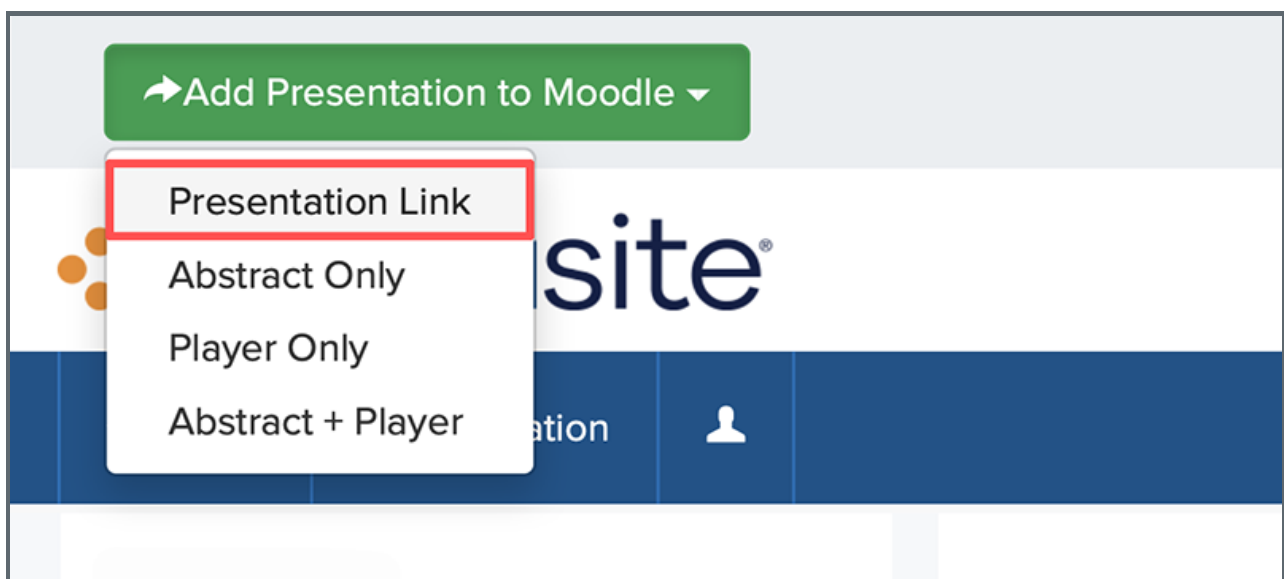 Add Presentation to Moodle
Presentation Link
Abstract Only
site®
Player Only
Abstract + Player
ation